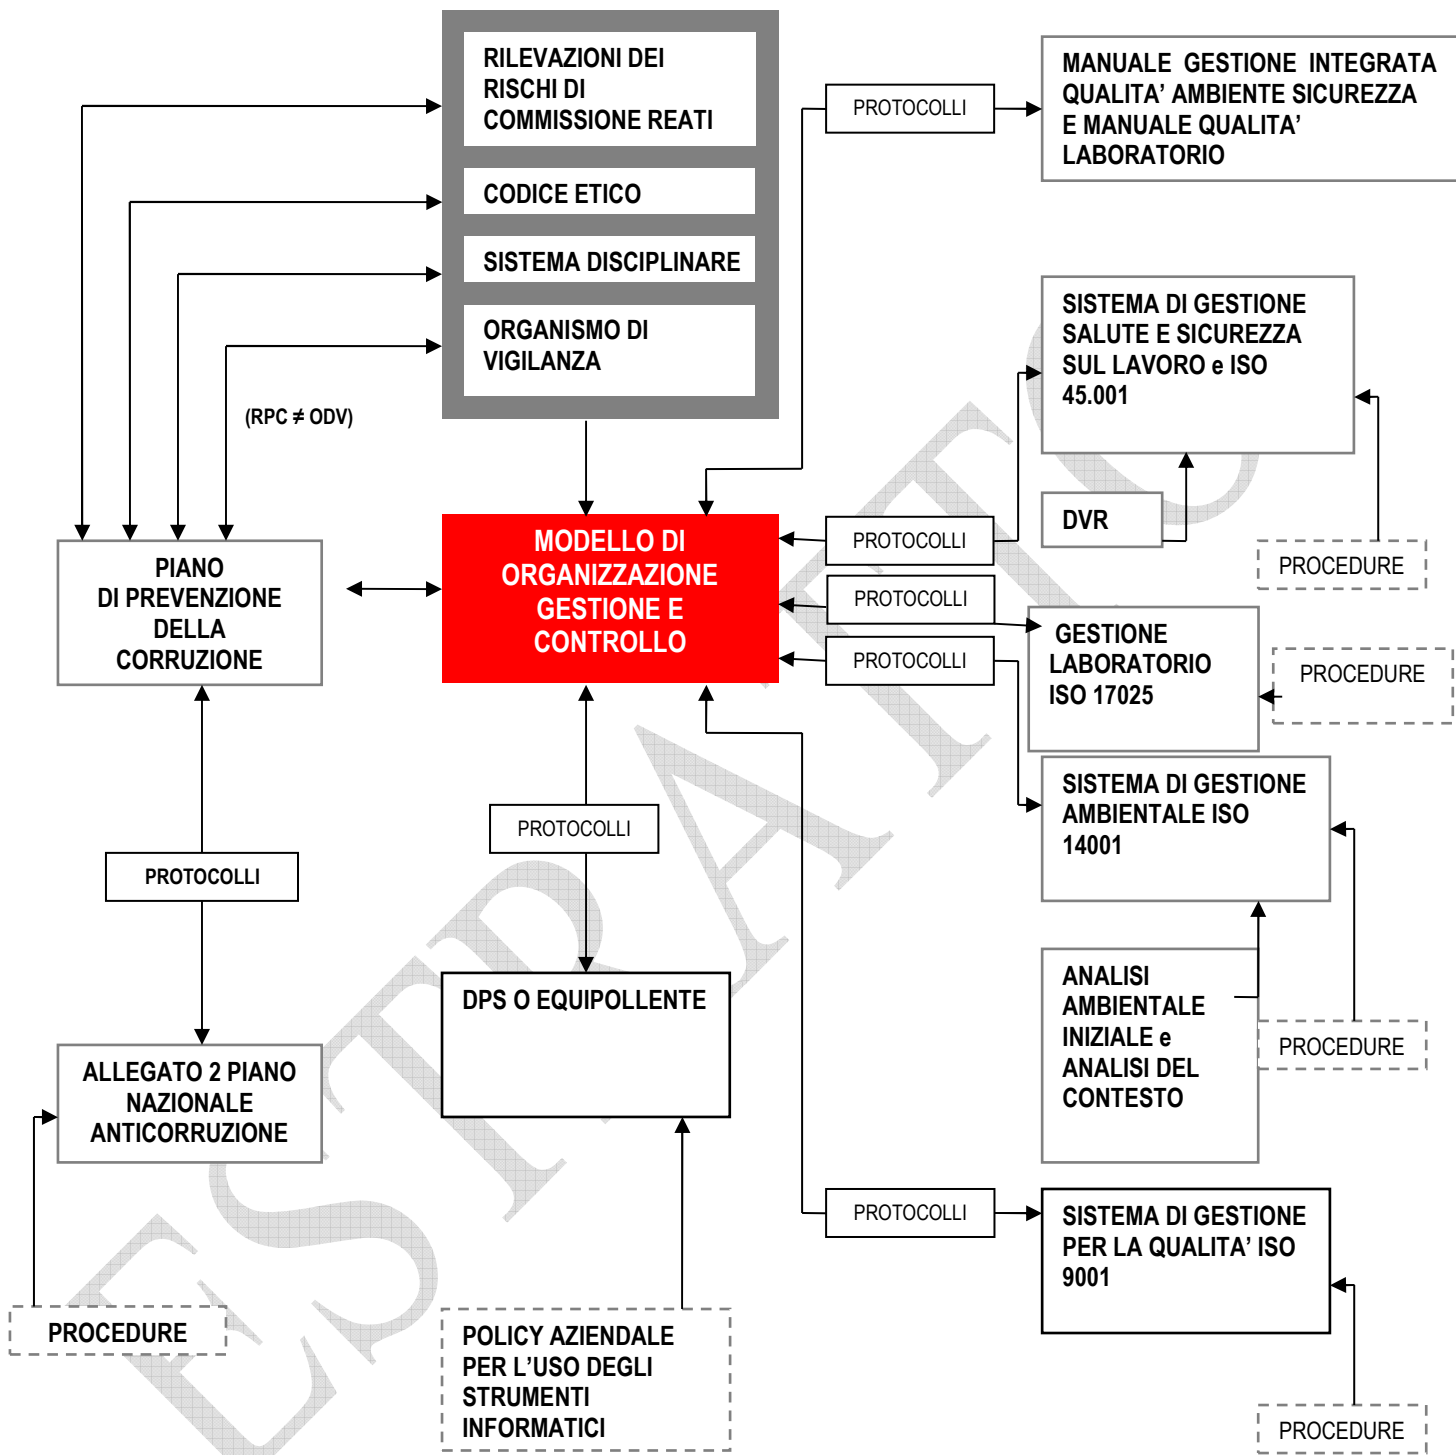 RILEVAZIONI DEI
RISCHI DI
COMMISSIONE REATI
CODICE ETICO
SISTEMA DISCIPLINARE
ORGANISMO DI
VIGILANZA
(RPC ≠ ODV)
PROTOCOLLI
MANUALE GESTIONE INTEGRATA
QUALITA' AMBIENTE SICUREZZA
E MANUALE QUALITA'
LABORATORIO
SISTEMA DI GESTIONE
SALUTE E SICUREZZA
SUL LAVORO e ISO
45.001
DVR
PROCEDURE
PIANO
DI PREVENZIONE
DELLA
CORRUZIONE
MODELLO DI
ORGANIZZAZIONE
GESTIONE E
CONTROLLO
PROTOCOLLI
PROTOCOLLI
PROTOCOLLI
GESTIONE
LABORATORIO
ISO 17025
PROCEDURE
SISTEMA DI GESTIONE
AMBIENTALE ISO
14001
PROTOCOLLI
PROTOCOLLI
DPS O EQUIPOLLENTE
ANALISI
AMBIENTALE
INIZIALE e
ANALISI DEL
CONTESTO
PROCEDURE
ALLEGATO 2 PIANO
NAZIONALE
ANTICORRUZIONE
PROTOCOLLI
SISTEMA DI GESTIONE
PER LA QUALITA' ISO
9001
PROCEDURE
POLICY AZIENDALE
PER L'USO DEGLI
STRUMENTI
INFORMATICI
PROCEDURE
ESTRATTO